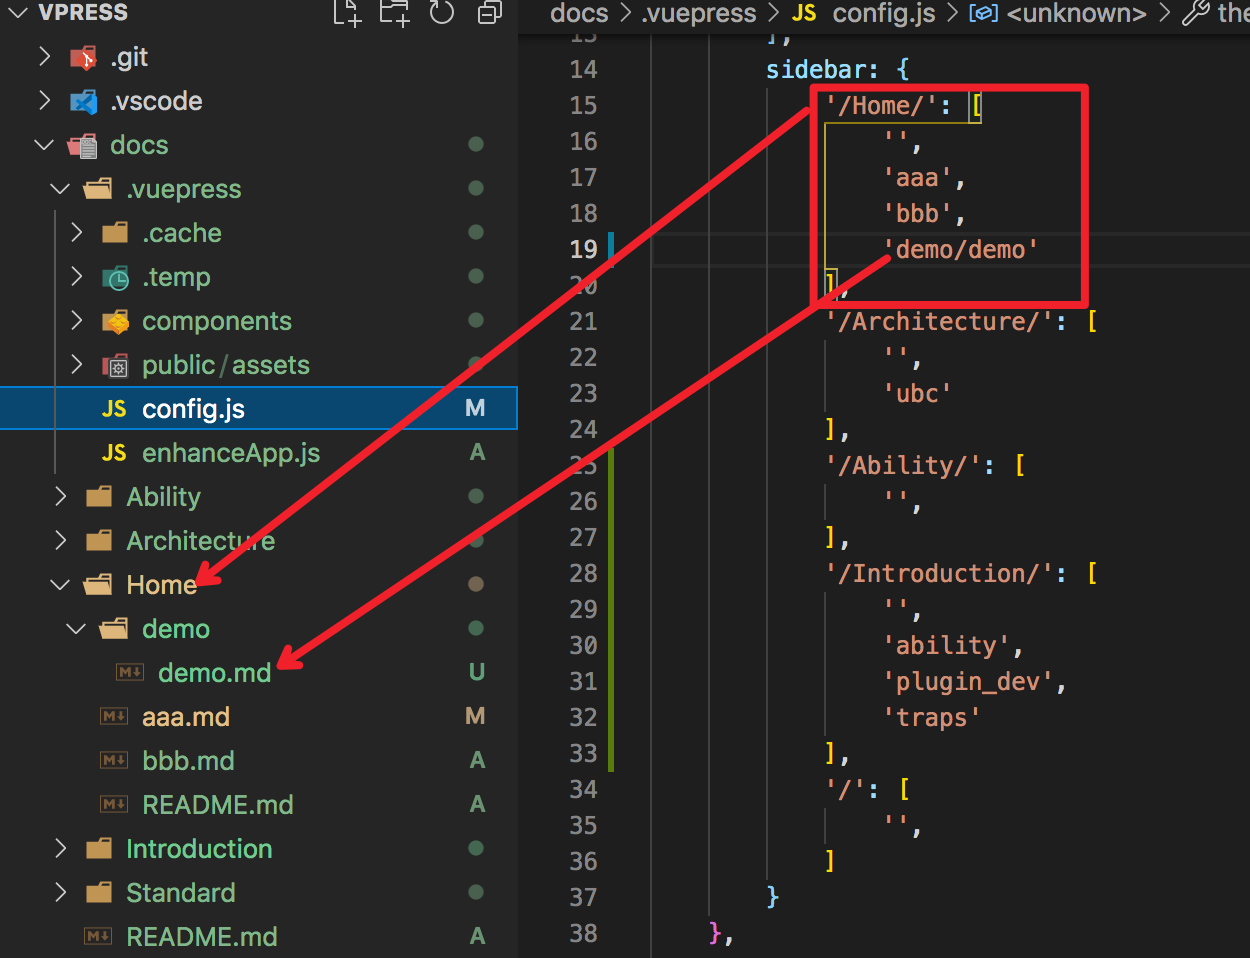 VPRESS
.git
.vscode
docs
.vuepress
.cache
.temp
components
public/assets
JS config.js M
JS enhanceApp.js A
Ability
Architecture
Home
demo
M↓ demo.md U
M↓ aaa.md M
M↓ bbb.md A
M↓ README.md A
Introduction
Standard
M↓ README.md A
docs > .vuepress > JS config.js > <unknown> > the
13 ],
14 sidebar: {
15 '/Home/': [
16 '',
17 'aaa',
18 'bbb',
19 'demo/demo'
20 ],
21 '/Architecture/': [
22 '',
23 'ubc'
24 ],
25 '/Ability/': [
26 '',
27 ],
28 '/Introduction/': [
29 '',
30 'ability',
31 'plugin_dev',
32 'traps'
33 ],
34 '/': [
35 '',
36 ]
37 }
38 },